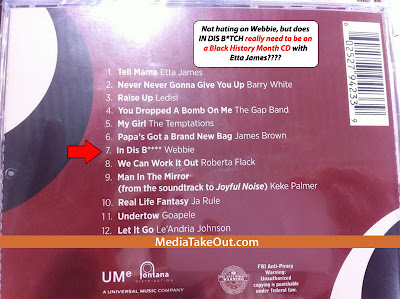 Not hating on Webbie, but does
IN DIS B*TCH really need to be on
a Black History Month CD with
Etta James????
1. Tell Mama Etta James
2. Never Never Gonna Give You Up Barry White
3. Raise Up Ledisi
4. You Dropped A Bomb On Me The Gap Band
5. My Girl The Temptations
6. Papa's Got a Brand New Bag James Brown
7. In Dis B**** Webbie
8. We Can Work It Out Roberta Flack
9. Man In The Mirror
(from the soundtrack to Joyful Noise) Keke Palmer
10. Real Life Fantasy Ja Rule
11. Undertow Goapele
12. Let It Go Le'Andria Johnson
MediaTakeOut.com
UMe
fontana
DISTRIBUTION
A UNIVERSAL MUSIC COMPANY
FBI Anti-Piracy
Warning:
Unauthorized
copying is punishable
under federal law.
02527 94233